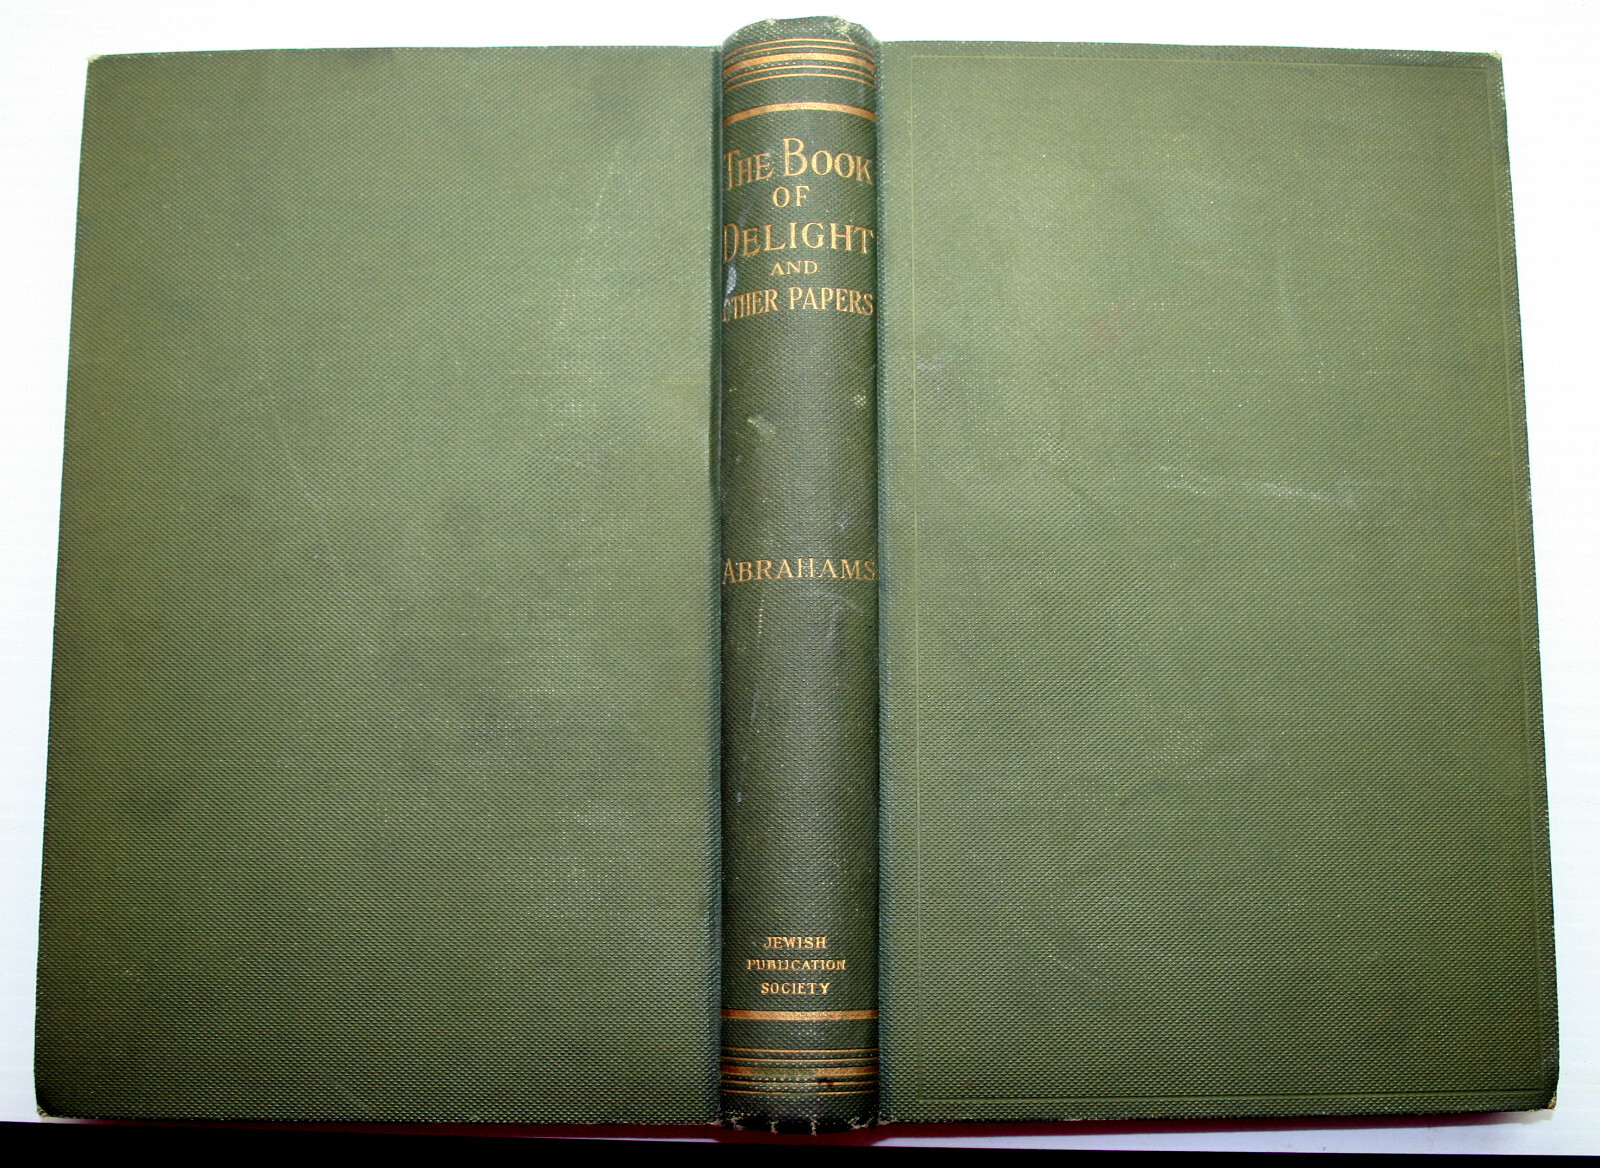 THE BOOK
OF
DELIGHT
AND
OTHER PAPERS
ABRAHAMS
JEWISH
PUBLICATION
SOCIETY